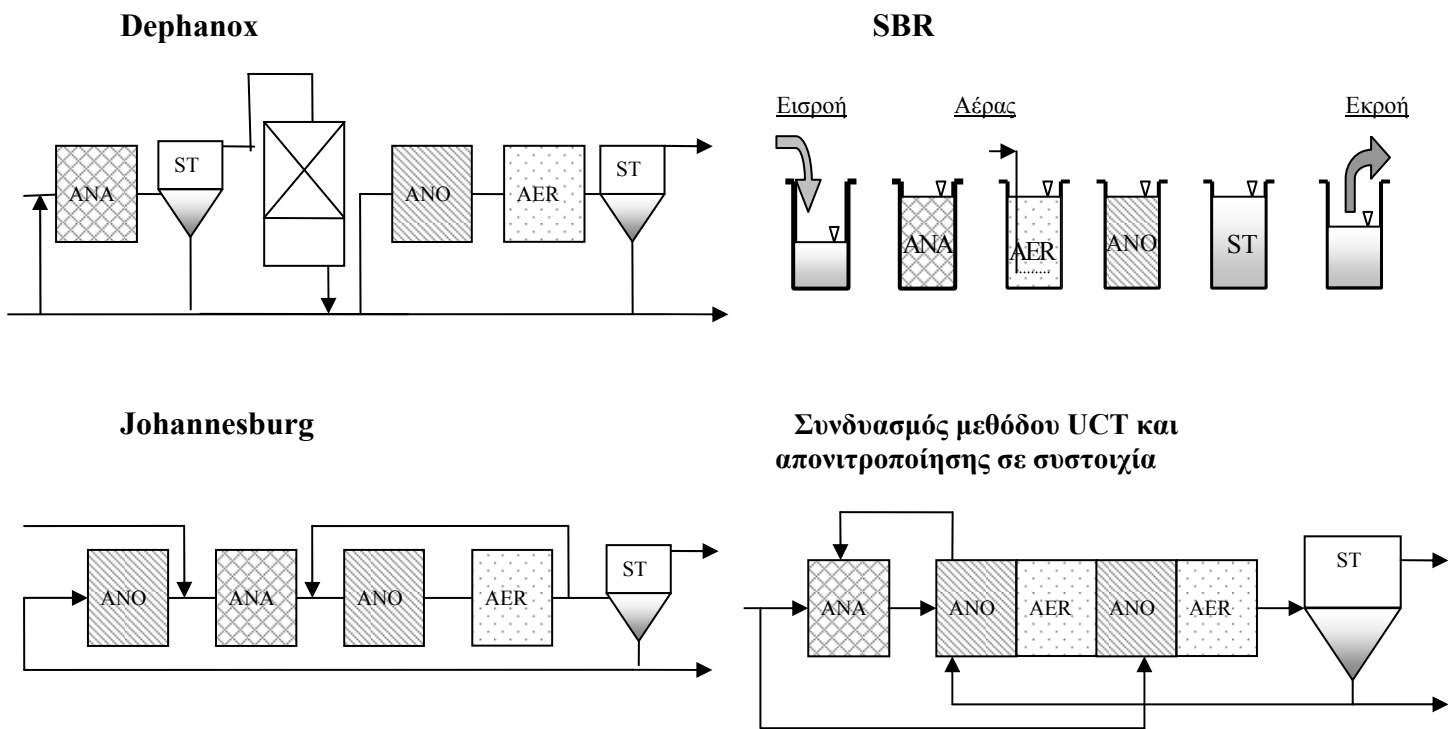 Dephanox
SBR
Εισροή
Αέρας
Εκροή
ANA
ST
ANO
AER
ST
ANA
AER
ANO
ST
Johannesburg
Συνδυασμός μεθόδου UCT και
απονιτροποίησης σε συστοιχία
ANO
ANA
ANO
AER
ST
ANA
ANO
AER
ANO
AER
ST